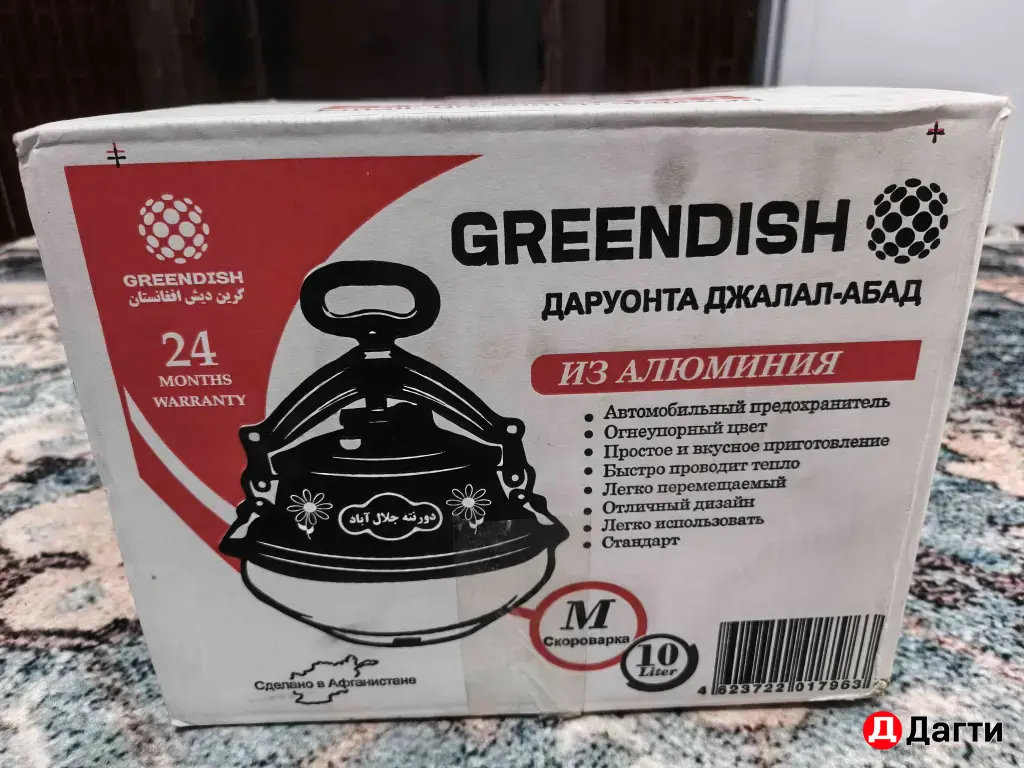 GREENDISH
گرین دیش افغانستان
24
MONTHS
WARRANTY
GREENDISH
ДАРУОНТА ДЖАЛАЛ-АБАД
ИЗ АЛЮМИНИЯ
Автомобильный предохранитель
Огнеупорный цвет
Простое и вкусное приготовление
Быстро проводит тепло
Легко перемещаемый
Отличный дизайн
Легко использовать
Стандарт
دورنته جلال آباد
M
Скороварка
10
Liter
Сделано в Афганистане
4 623722 017963
Д Дагти